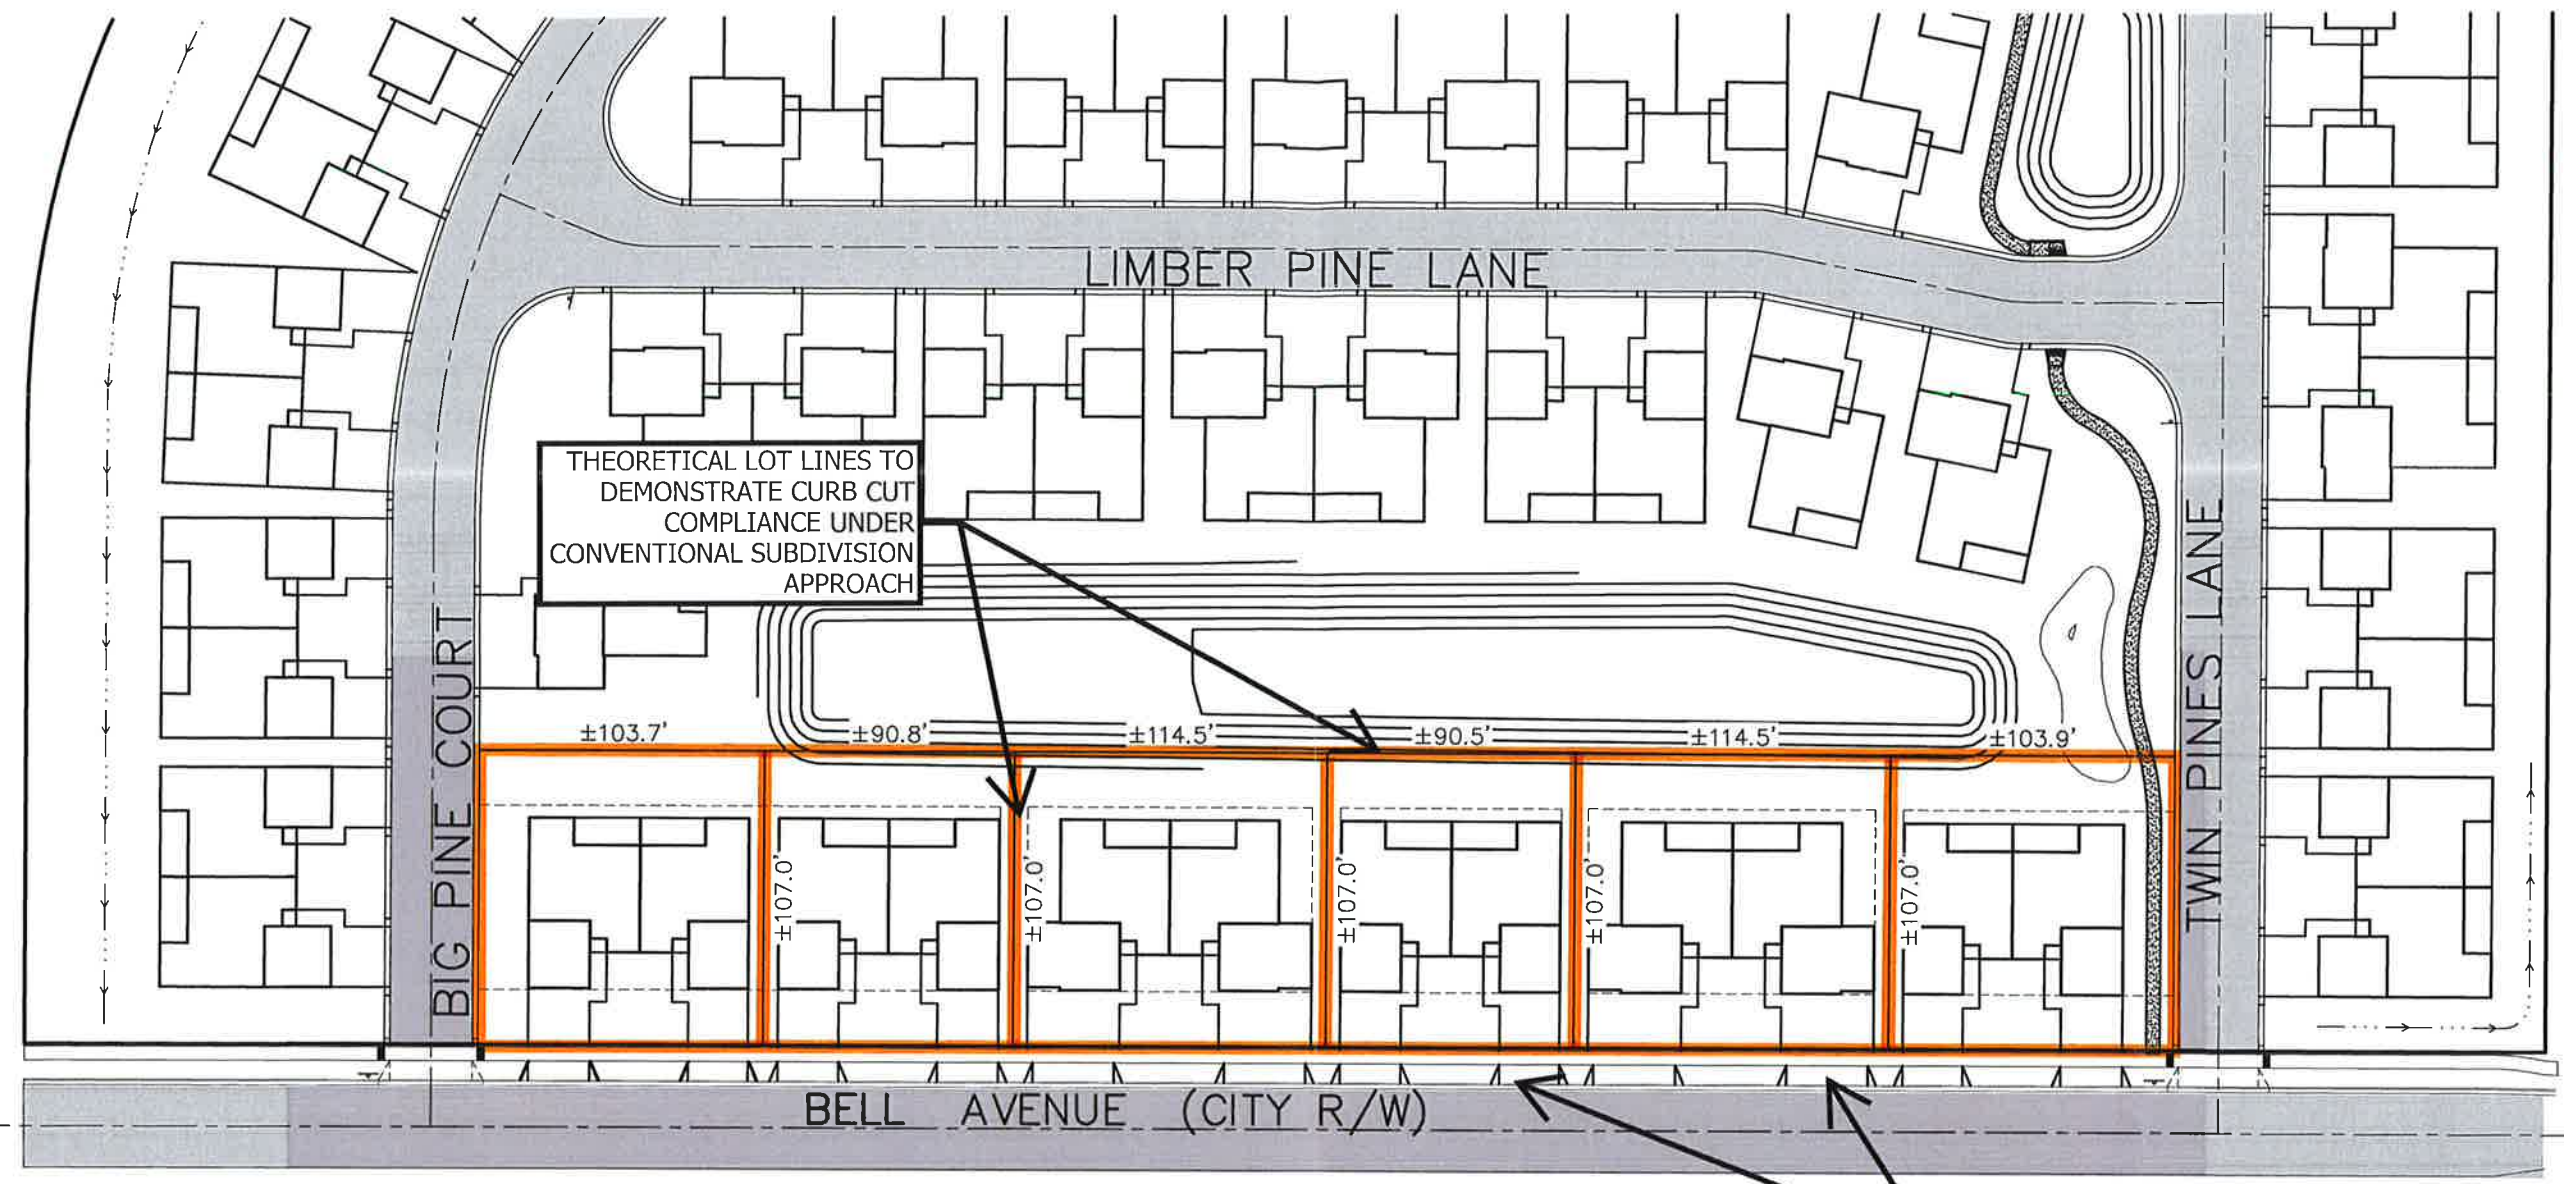 LIMBER PINE LANE
THEORETICAL LOT LINES TO
DEMONSTRATE CURB CUT
COMPLIANCE UNDER
CONVENTIONAL SUBDIVISION
APPROACH
BIG PINE COURT
TWIN PINES LANE
±103.7'
±90.8'
±114.5'
±90.5'
±114.5'
±103.9'
±107.0'
±107.0'
±107.0'
±107.0'
±107.0'
BELL AVENUE (CITY R/W)